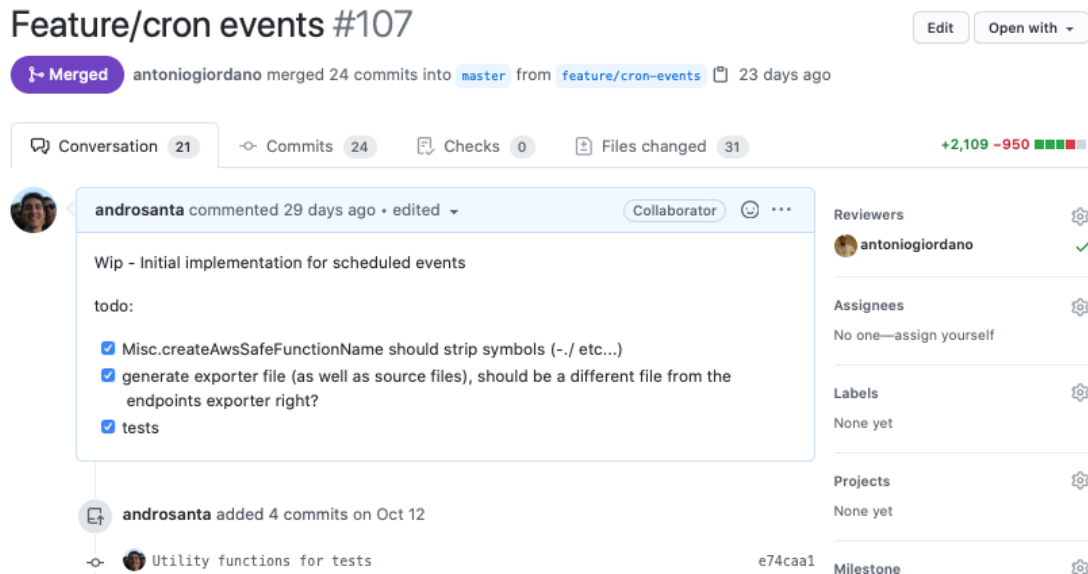 Feature/cron events #107
Edit
Open with
Merged
antoniogiordano merged 24 commits into master from feature/cron-events 23 days ago
Conversation 21
Commits 24
Checks 0
Files changed 31
+2,109 −950
androsanta commented 29 days ago • edited
Collaborator
Wip - Initial implementation for scheduled events
todo:
Misc.createAwsSafeFunctionName should strip symbols (-./ etc...)
generate exporter file (as well as source files), should be a different file from the
endpoints exporter right?
tests
androsanta added 4 commits on Oct 12
Utility functions for tests
e74caa1
Reviewers
antoniogiordano
Assignees
No one—assign yourself
Labels
None yet
Projects
None yet
Milestone